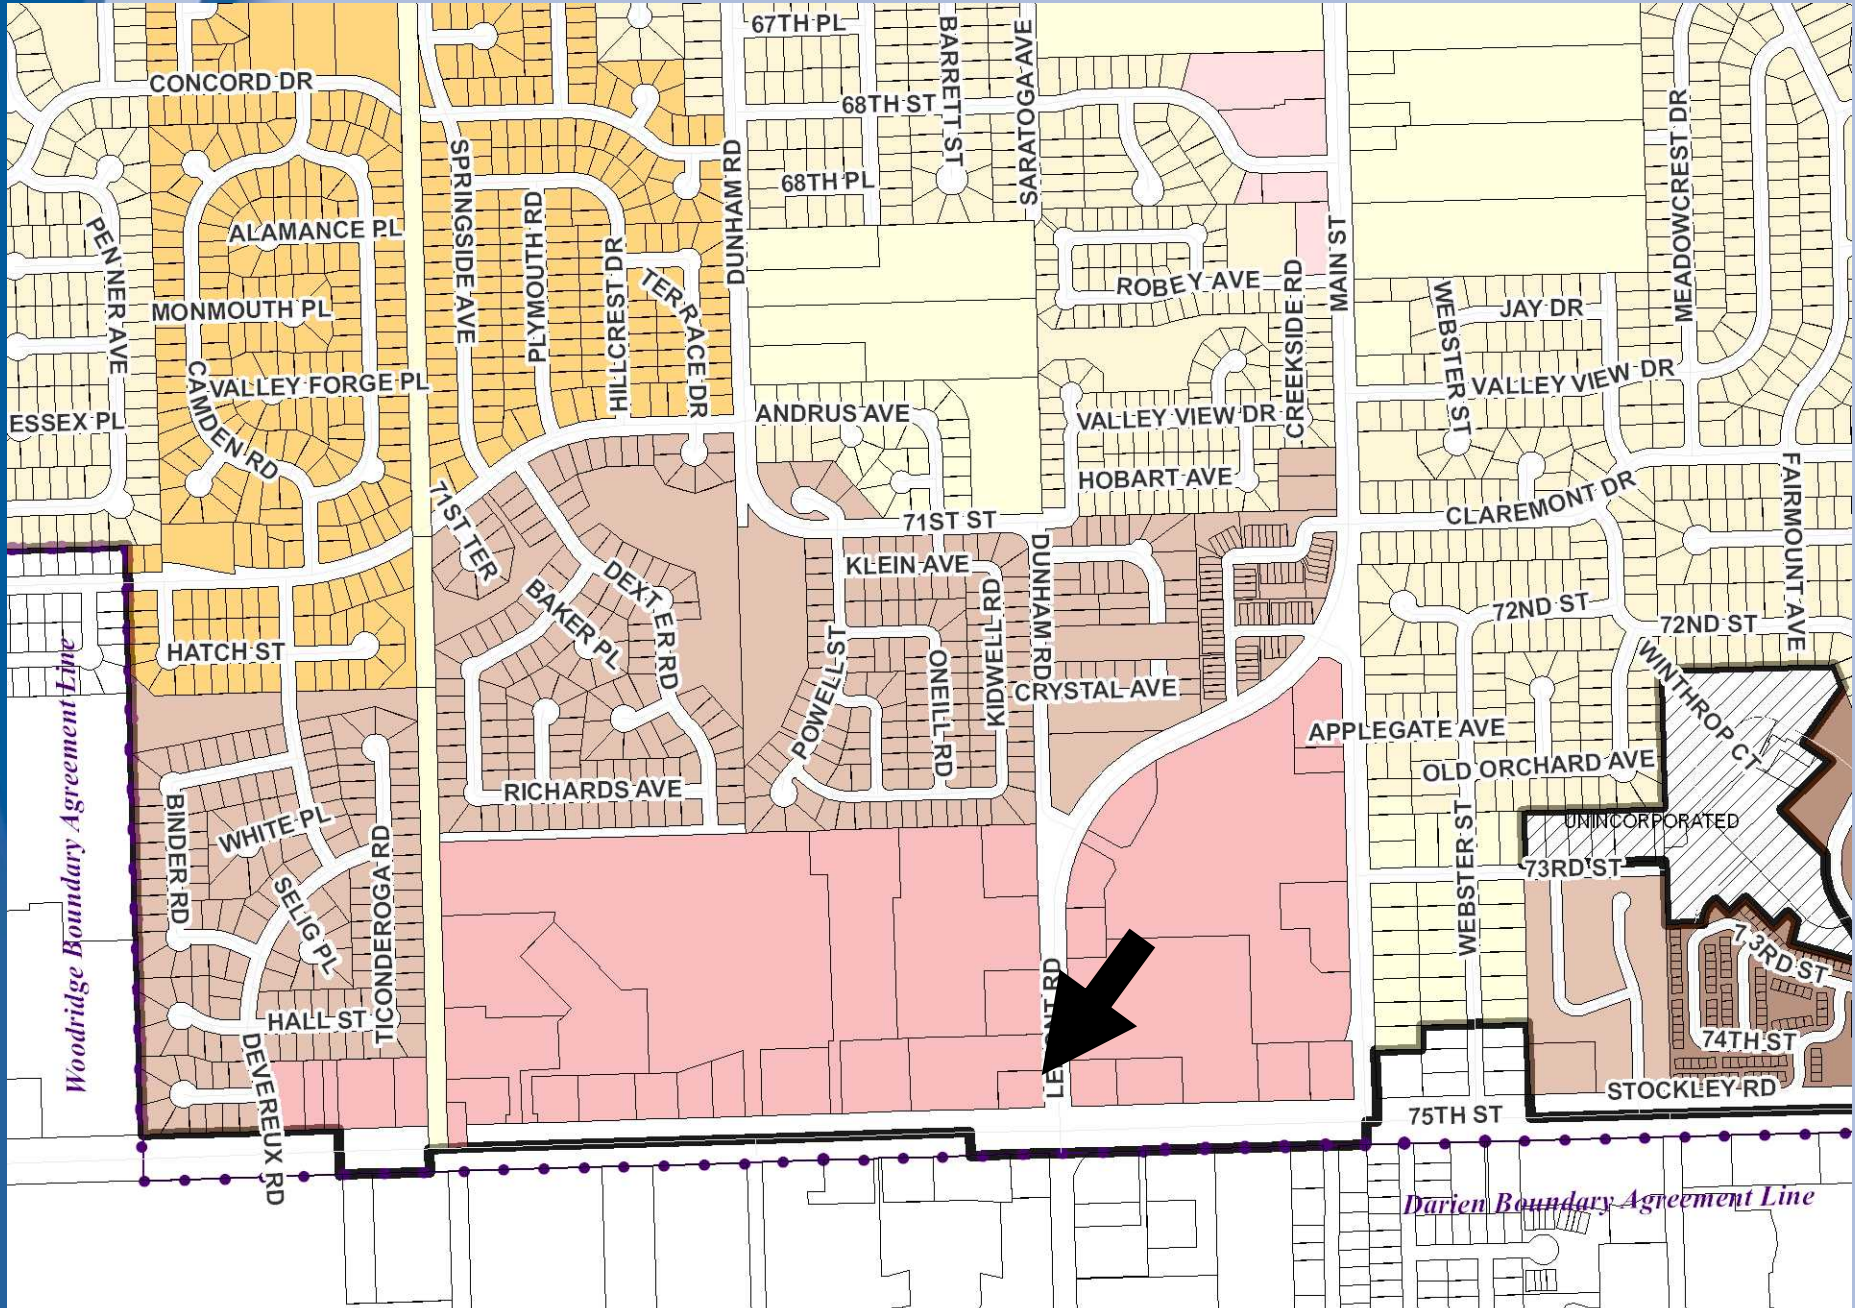 67TH PL
BARRETT ST
SARATOGA AVE
CONCORD DR
68TH ST
MEADOWCREST DR
SPRINGSIDE AVE
DUNHAM RD
68TH PL
PLYMOUTH RD
PENNER AVE
ALAMANCE PL
HILLCREST DR
MAIN ST
TERRACE DR
ROBEY AVE
CREEKSIDE RD
WEBSTER ST
JAY DR
MONMOUTH PL
CAMDEN RD
VALLEY FORGE PL
VALLEY VIEW DR
ESSEX PL
ANDRUS AVE
VALLEY VIEW DR
HOBART AVE
CLAREMONT DR
FAIRMOUNT AVE
71ST TER
71ST ST
DUNHAM RD
KLEIN AVE
DEXTER RD
BAKER PL
KIDWELL RD
72ND ST
72ND ST
HATCH ST
POWELL ST
ONEILL RD
CRYSTAL AVE
WINTHROP CT
Woodridge Boundary Agreement Line
APPLEGATE AVE
OLD ORCHARD AVE
RICHARDS AVE
BINDER RD
WHITE PL
TICONDEROGA RD
WEBSTER ST
UNINCORPORATED
73RD ST
SELIG PL
73RD ST
HALL ST
74TH ST
DEVEREUX RD
STOCKLEY RD
75TH ST
Darien Boundary Agreement Line